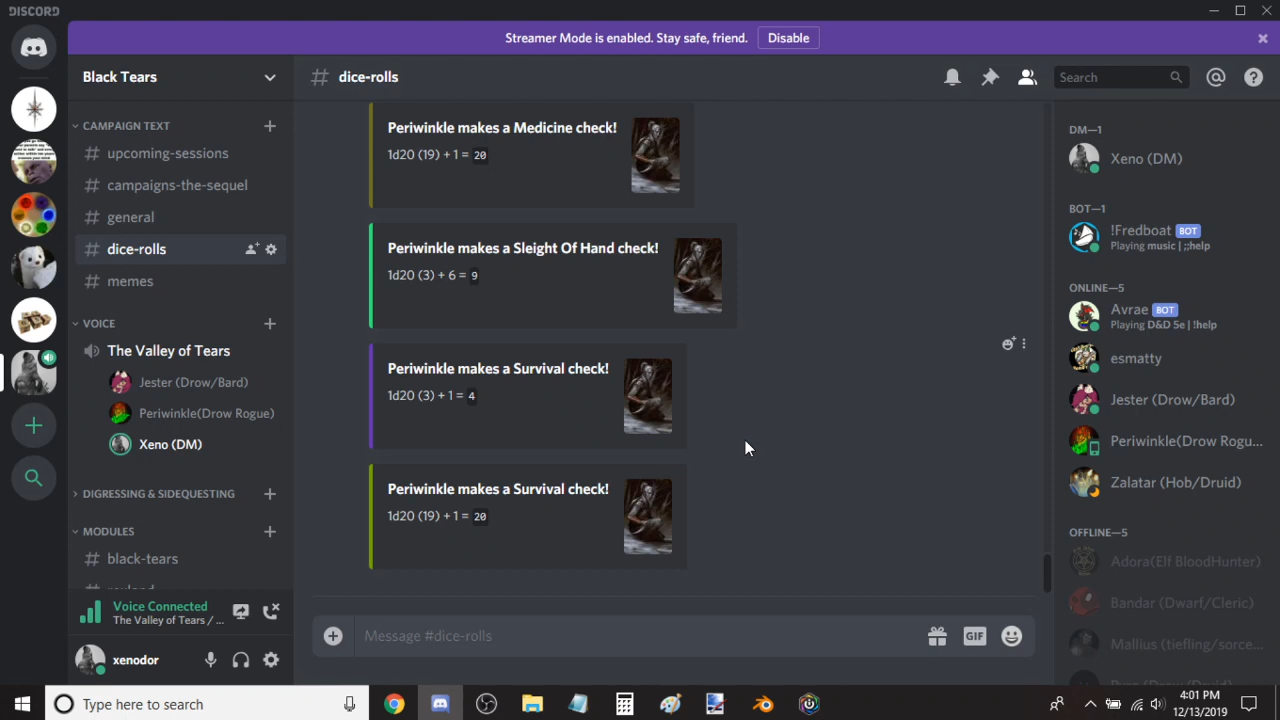 DISCORD
Streamer Mode is enabled. Stay safe, friend.
Disable
Black Tears
dice-rolls
Search
CAMPAIGN TEXT
upcoming-sessions
campaigns-the-sequel
general
dice-rolls
memes
VOICE
The Valley of Tears
Jester (Drow/Bard)
Periwinkle(Drow Rogue)
Xeno (DM)
DIGRESSING & SIDEQUESTING
MODULES
black-tears
Voice Connected
The Valley of Tears / ...
xenodor
Periwinkle makes a Medicine check!
1d20 (19) + 1 = 20
Periwinkle makes a Sleight Of Hand check!
1d20 (3) + 6 = 9
Periwinkle makes a Survival check!
1d20 (3) + 1 = 4
Periwinkle makes a Survival check!
1d20 (19) + 1 = 20
Message #dice-rolls
GIF
DM—1
Xeno (DM)
BOT—1
!Fredboat BOT
Playing music | ;;help
ONLINE—5
Avrae BOT
Playing D&D 5e | !help
esmatty
Jester (Drow/Bard)
Periwinkle(Drow Rogu...
Zalatar (Hob/Druid)
OFFLINE—5
Adora(Elf BloodHunter)
Bandar (Dwarf/Cleric)
Mallius (tiefling/sorce...
Type here to search
4:01 PM
12/13/2019